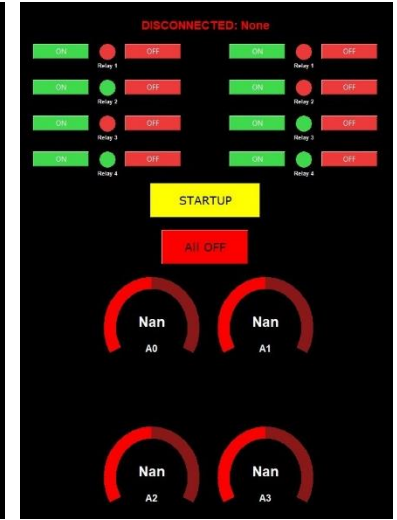 DISCONNECTED: None
ON OFF ON OFF
Relay 1 Relay 1
ON OFF ON OFF
Relay 2 Relay 2
ON OFF ON OFF
Relay 3 Relay 3
ON OFF ON OFF
Relay 4 Relay 4
STARTUP
All OFF
Nan Nan
A0 A1
Nan Nan
A2 A3